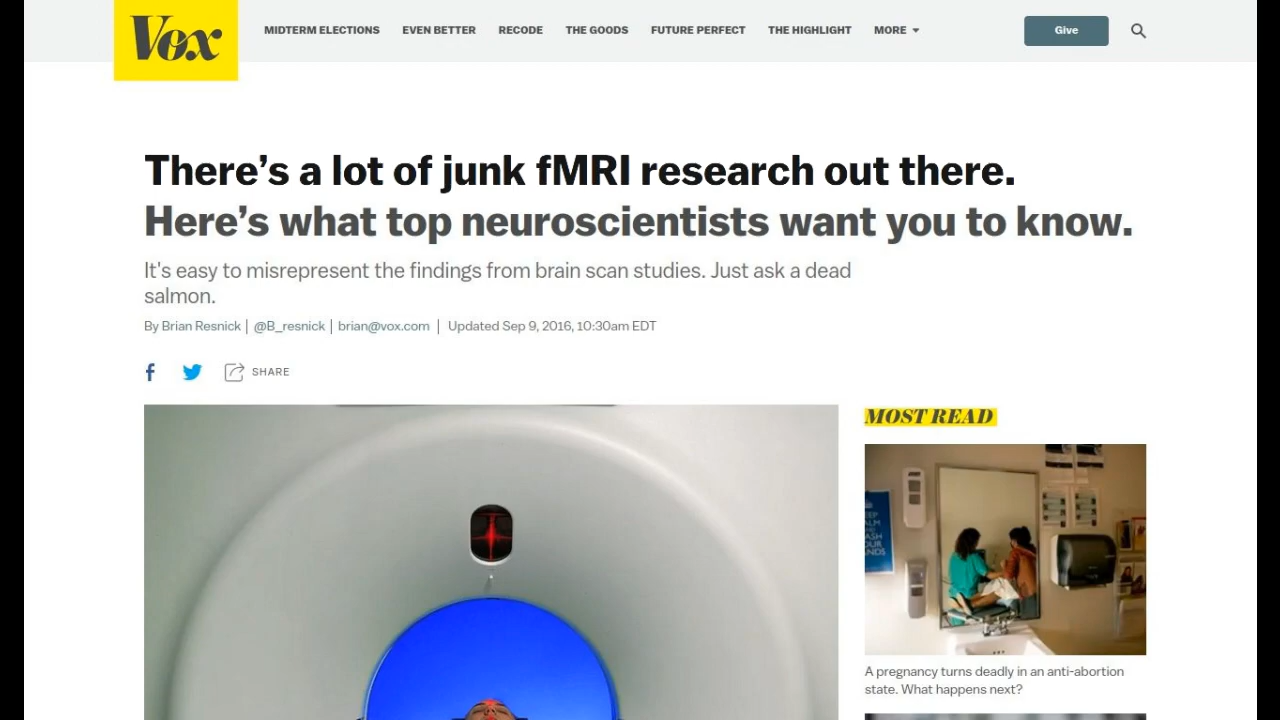 Vox
MIDTERM ELECTIONS EVEN BETTER RECODE THE GOODS FUTURE PERFECT THE HIGHLIGHT MORE Give
There’s a lot of junk fMRI research out there.
Here’s what top neuroscientists want you to know.
It's easy to misrepresent the findings from brain scan studies. Just ask a dead
salmon.
By Brian Resnick | @B_resnick | brian@vox.com | Updated Sep 9, 2016, 10:30am EDT
SHARE
MOST READ
A pregnancy turns deadly in an anti-abortion
state. What happens next?